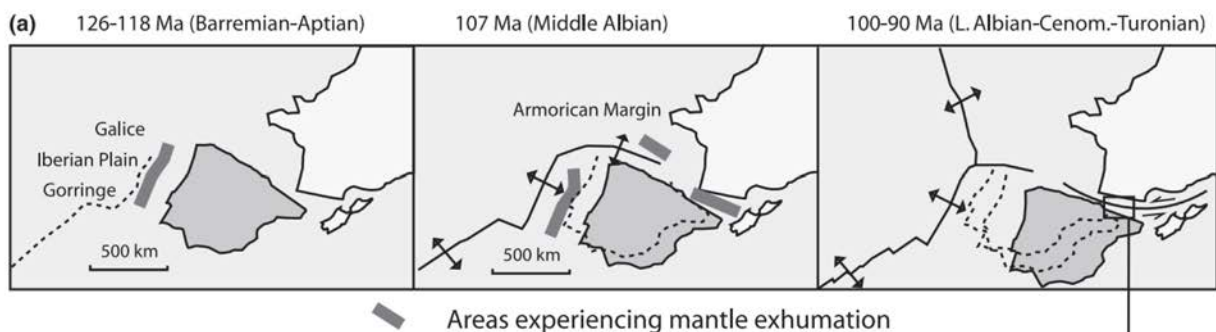 (a) 126-118 Ma (Barremian-Aptian) 107 Ma (Middle Albian) 100-90 Ma (L. Albian-Cenom.-Turonian)
Galice
Iberian Plain
Gorringe
500 km
Armorican Margin
500 km
Areas experiencing mantle exhumation